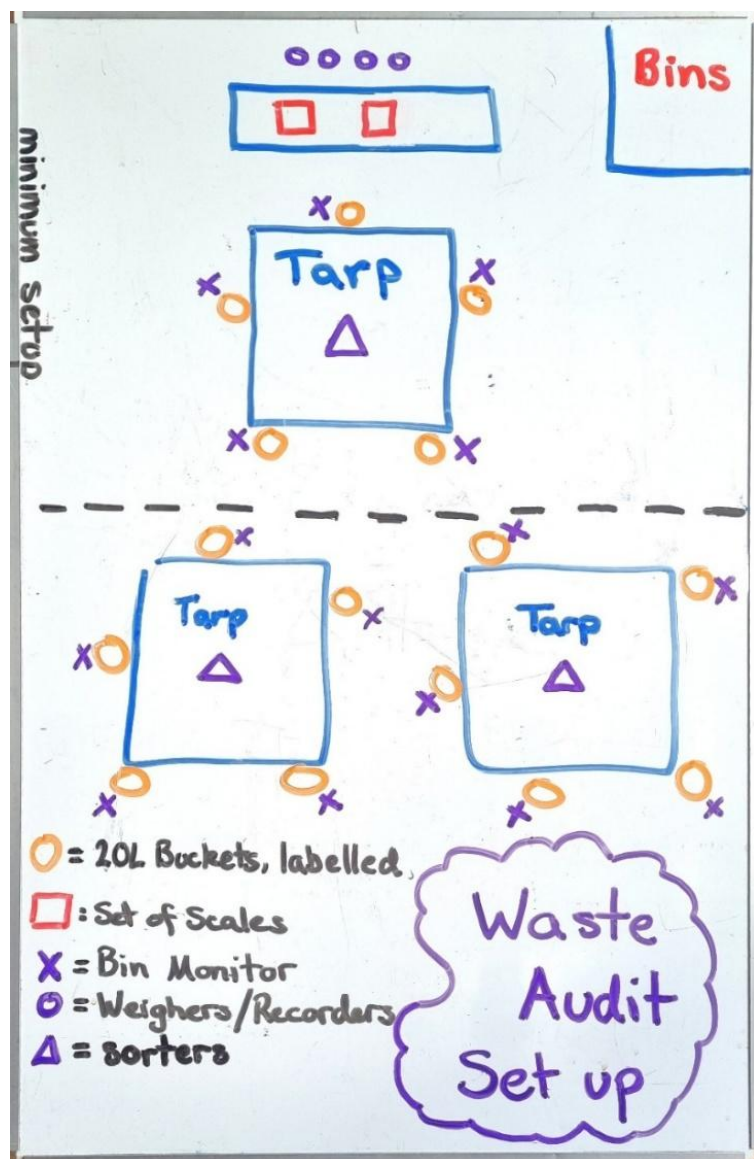 Bins
minimum setup
Tarp
Tarp
Tarp
= 20L Buckets, labelled
: Set of Scales
X = Bin Monitor
= Weighers/Recorders
= sorters
Waste
Audit
Set up